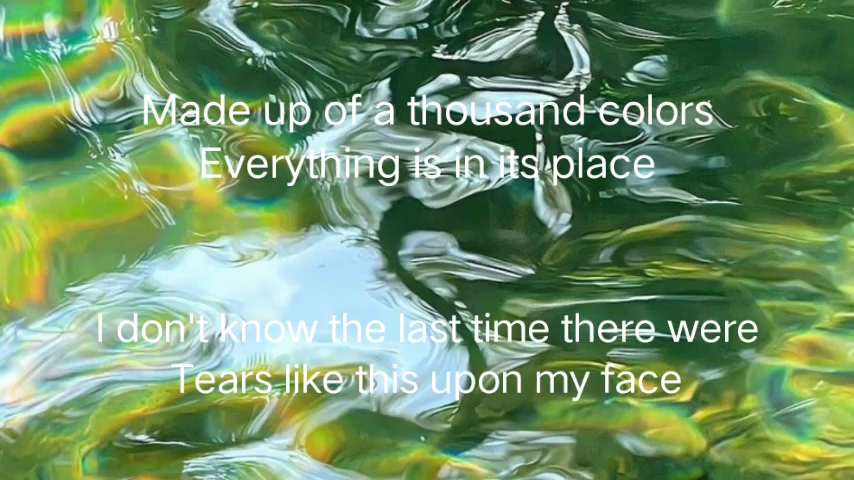 Made up of a thousand colors
Everything is in its place
I don't know the last time there were
Tears like this upon my face